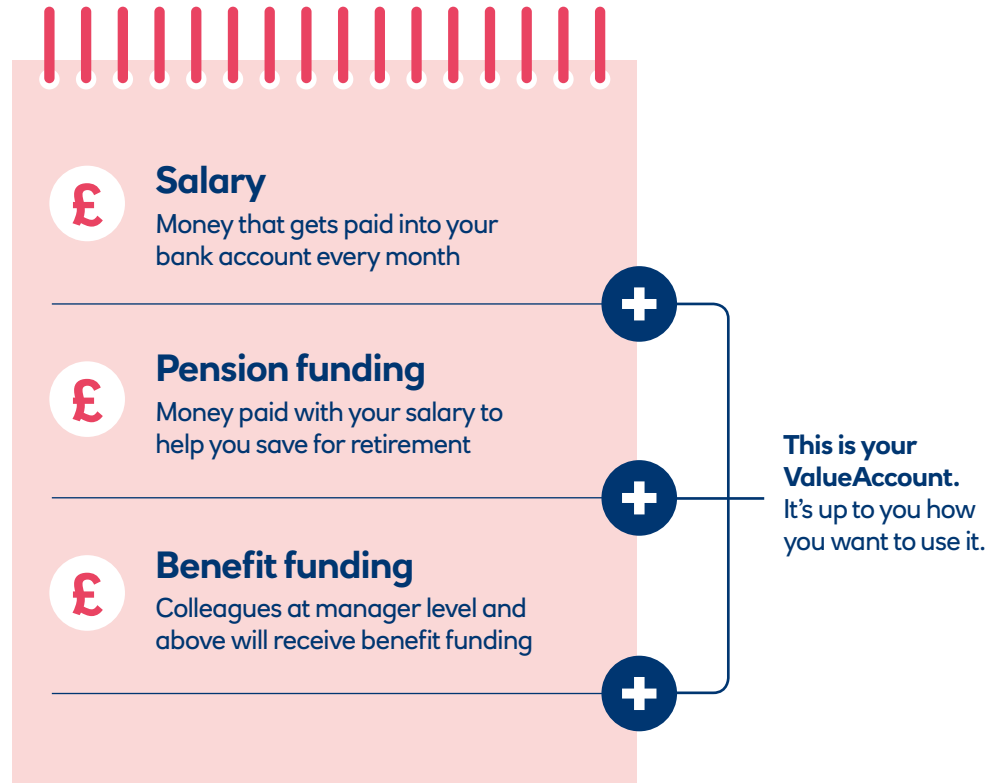 £
Salary
Money that gets paid into your
bank account every month
£
Pension funding
Money paid with your salary to
help you save for retirement
£
Benefit funding
Colleagues at manager level and
above will receive benefit funding
This is your
ValueAccount.
It’s up to you how
you want to use it.